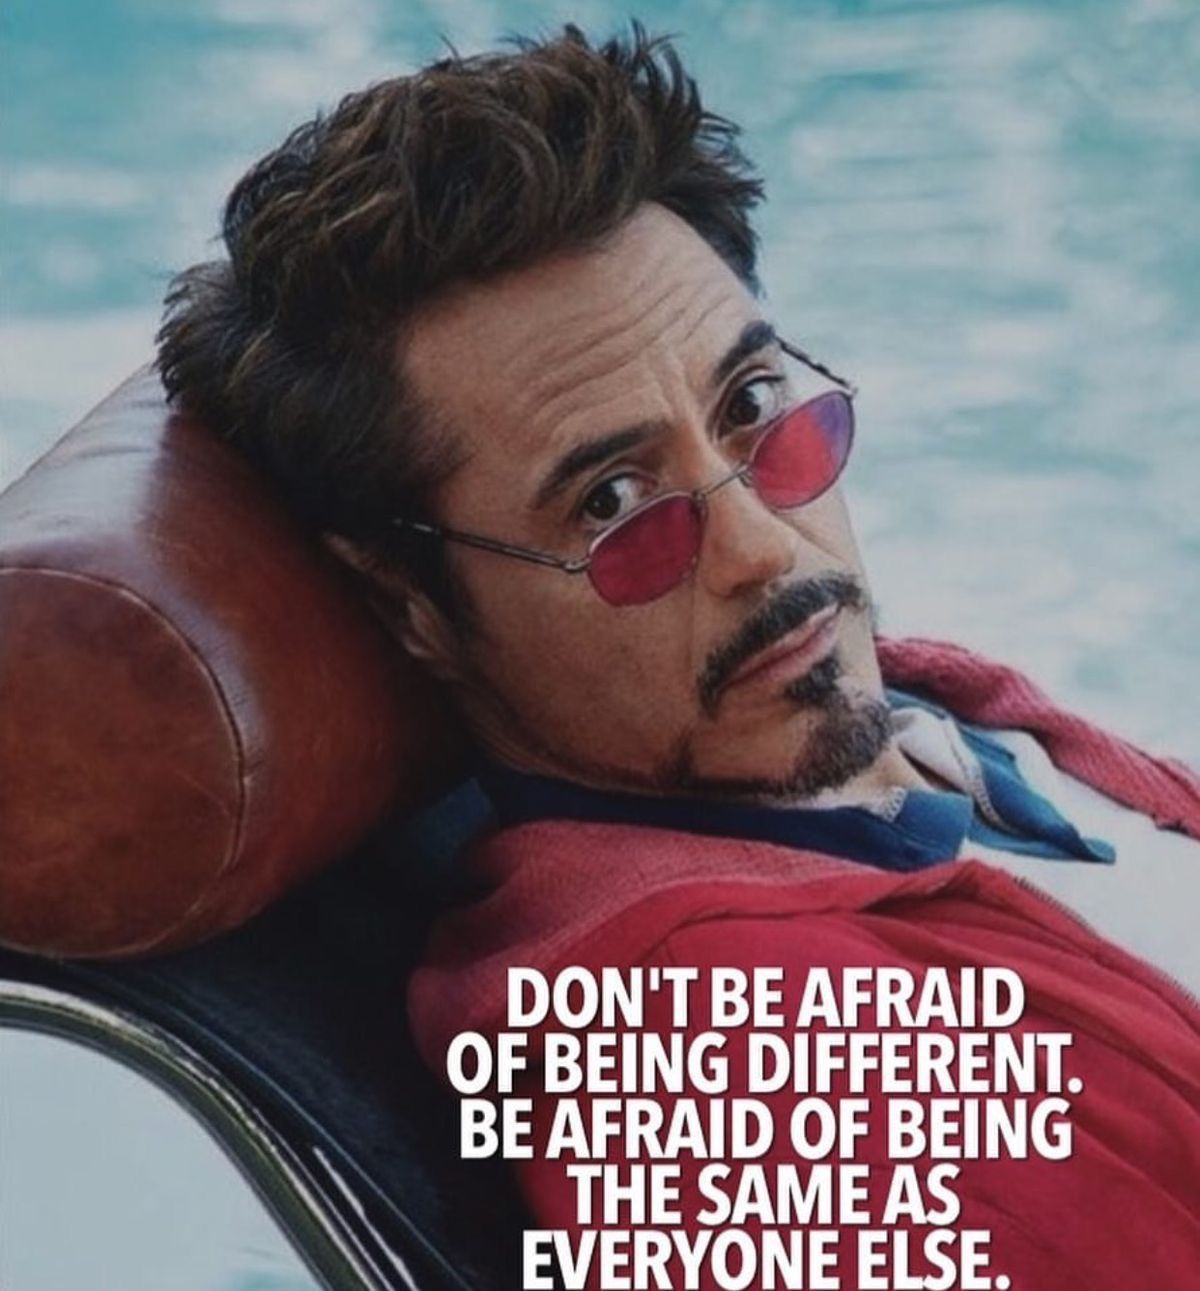 DON'T BE AFRAID
OF BEING DIFFERENT.
BE AFRAID OF BEING
THE SAME AS
EVERYONE ELSE.